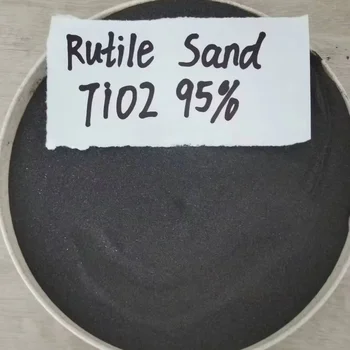 Rutile Sand
TiO2 95%